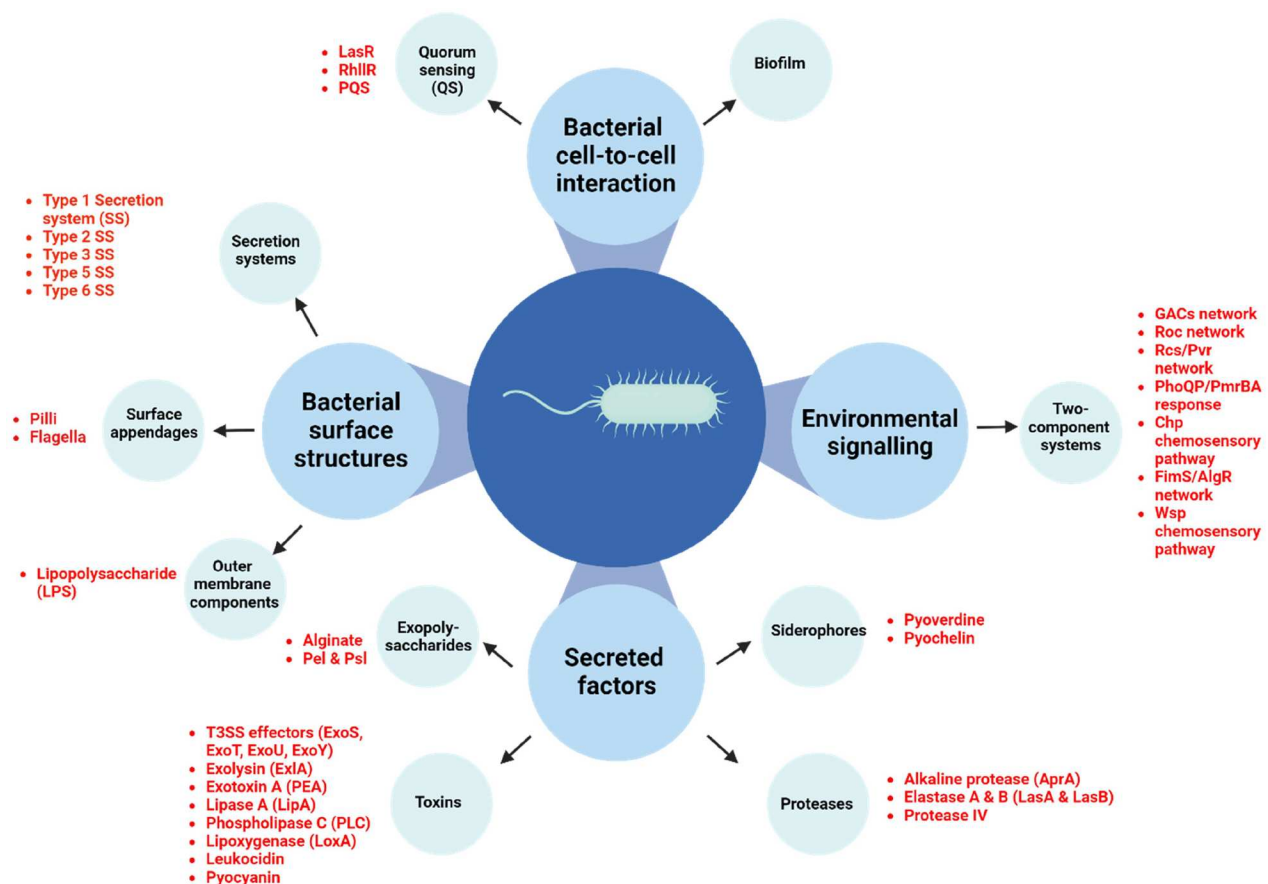 • LasR
• RhllR
• PQS
Quorum
sensing
(QS)
Biofilm
Bacterial
cell-to-cell
interaction
• Type 1 Secretion
system (SS)
• Type 2 SS
• Type 3 SS
• Type 5 SS
• Type 6 SS
Secretion
systems
• Pilli
• Flagella
Surface
appendages
Bacterial
surface
structures
• Lipopolysaccharide
(LPS)
Outer
membrane
components
Environmental
signalling
Two-
component
systems
• GACs network
• Roc network
• Rcs/Pvr
network
• PhoQP/PmrBA
response
• Chp
chemosensory
pathway
• FimS/AlgR
network
• Wsp
chemosensory
pathway
• Alginate
• Pel & Psl
Exopoly-
saccharides
Secreted
factors
Siderophores
• Pyoverdine
• Pyochelin
• T3SS effectors (ExoS,
ExoT, ExoU, ExoY)
• Exolysin (ExlA)
• Exotoxin A (PEA)
• Lipase A (LipA)
• Phospholipase C (PLC)
• Lipoxygenase (LoxA)
• Leukocidin
• Pyocyanin
Toxins
Proteases
• Alkaline protease (AprA)
• Elastase A & B (LasA & LasB)
• Protease IV